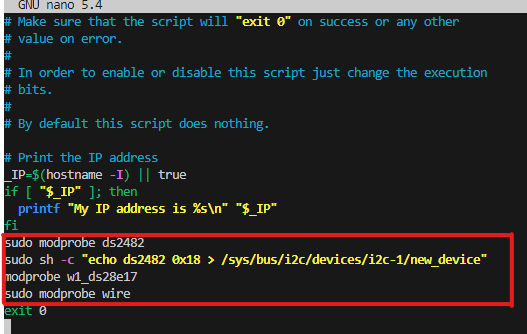 GNU nano 5.4
# Make sure that the script will "exit 0" on success or any other
# value on error.
#
# In order to enable or disable this script just change the execution
# bits.
#
# By default this script does nothing.
# Print the IP address
_IP=$(hostname -I) || true
if [ "$_IP" ]; then
printf "My IP address is %s\n" "$_IP"
fi
sudo modprobe ds2482
sudo sh -c "echo ds2482 0x18 > /sys/bus/i2c/devices/i2c-1/new_device"
modprobe w1_ds28e17
sudo modprobe wire
exit 0